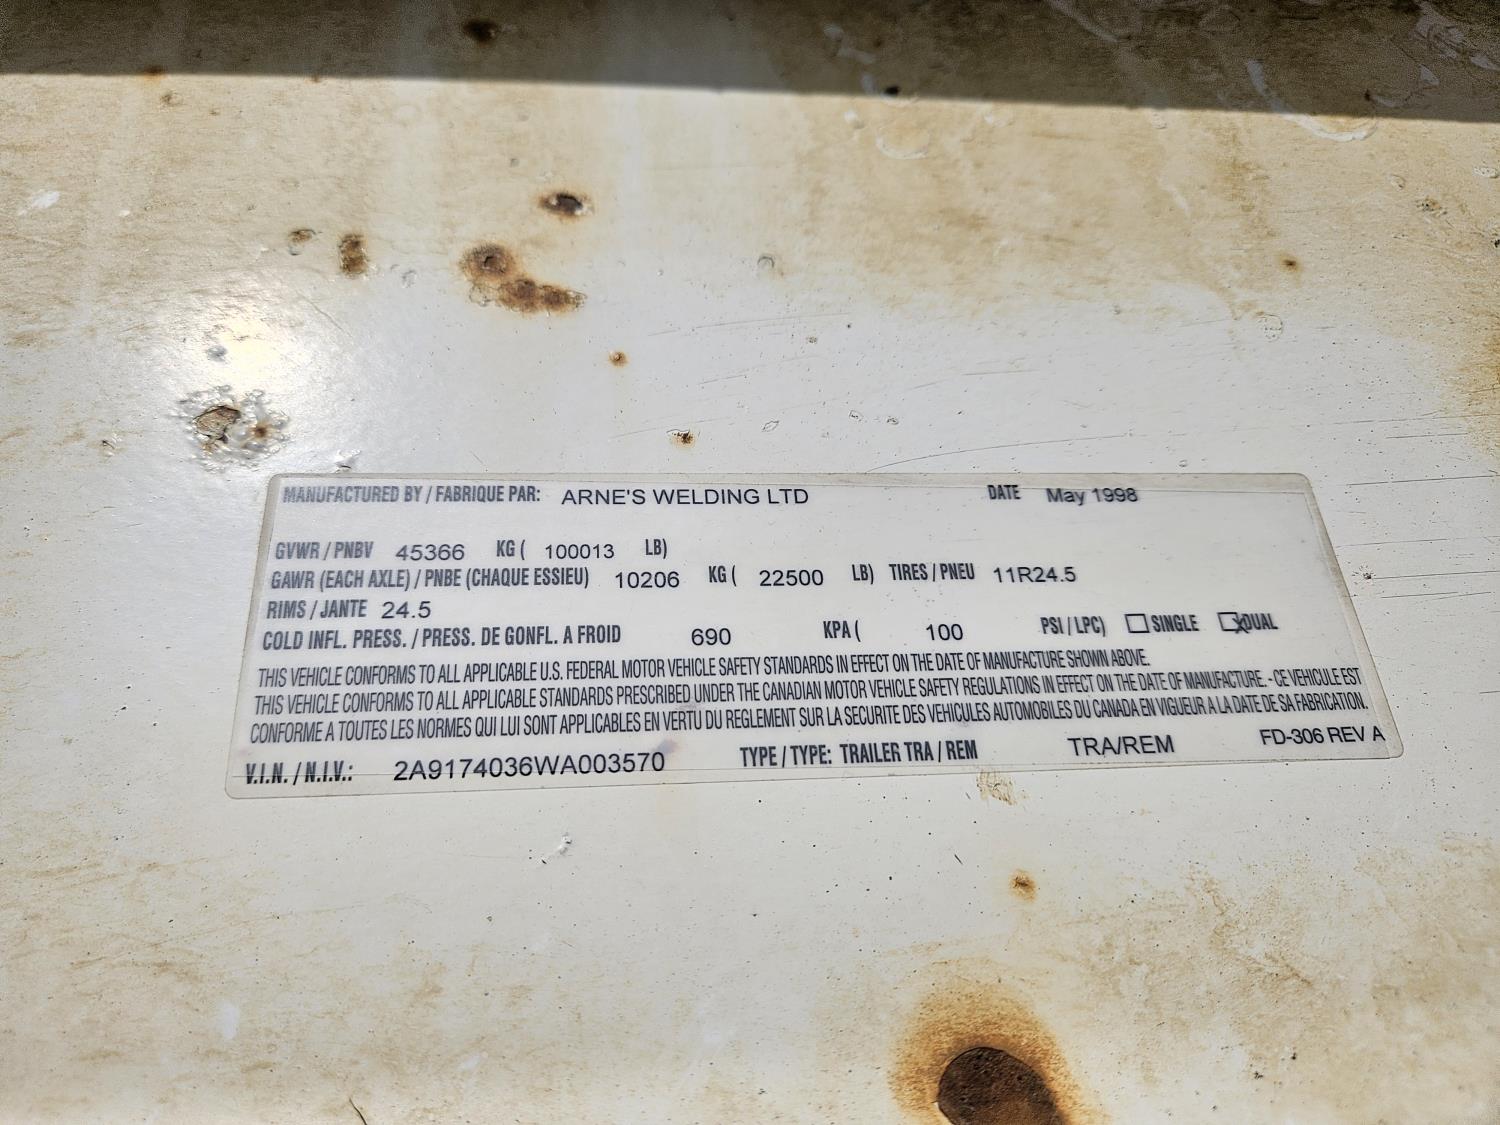 MANUFACTURED BY / FABRIQUE PAR: ARNE'S WELDING LTD DATE May 1998
GVWR / PNBV 45366 KG ( 100013 LB)
GAWR (EACH AXLE) / PNBE (CHAQUE ESSIEU) 10206 KG ( 22500 LB) TIRES / PNEU 11R24.5
RIMS / JANTE 24.5
COLD INFL. PRESS. / PRESS. DE GONFL. A FROID 690 KPA ( 100 PSI / LPC) ☐ SINGLE ☒ DUAL
THIS VEHICLE CONFORMS TO ALL APPLICABLE U.S. FEDERAL MOTOR VEHICLE SAFETY STANDARDS IN EFFECT ON THE DATE OF MANUFACTURE SHOWN ABOVE.
THIS VEHICLE CONFORMS TO ALL APPLICABLE STANDARDS PRESCRIBED UNDER THE CANADIAN MOTOR VEHICLE SAFETY REGULATIONS IN EFFECT ON THE DATE OF MANUFACTURE. - CE VEHICULE EST
CONFORME A TOUTES LES NORMES QUI LUI SONT APPLICABLES EN VERTU DU REGLEMENT SUR LA SECURITE DES VEHICULES AUTOMOBILES DU CANADA EN VIGUEUR A LA DATE DE SA FABRICATION.
V.I.N. / N.I.V.: 2A9174036WA003570 TYPE / TYPE: TRAILER TRA / REM TRA/REM FD-306 REV A